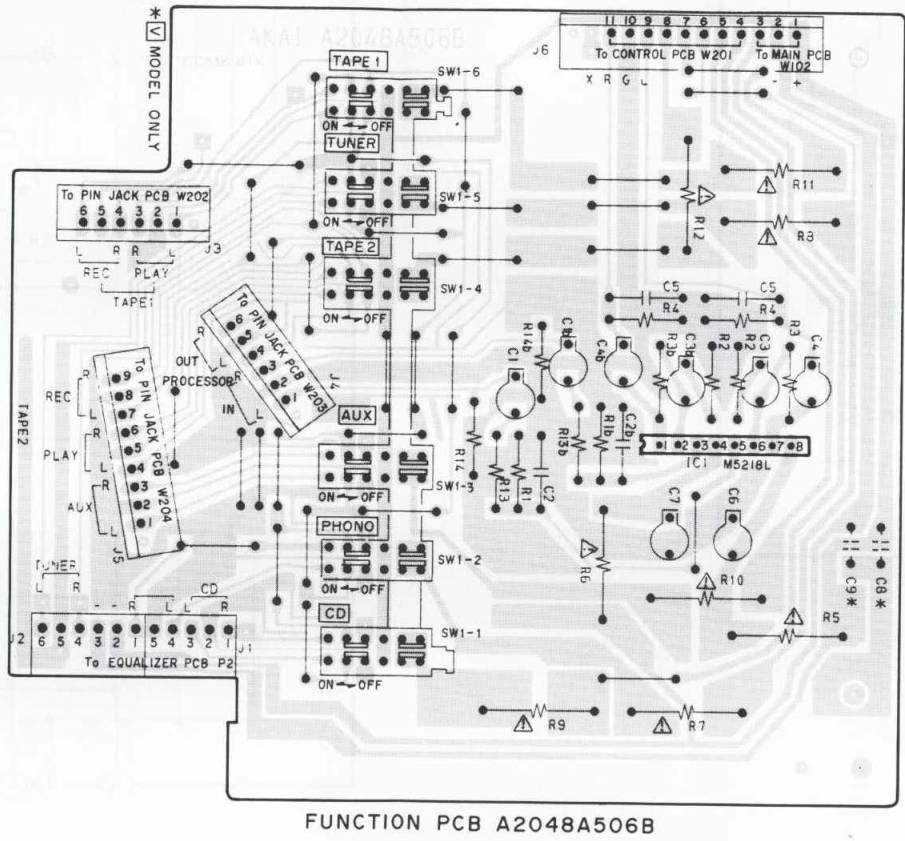 * V MODEL ONLY
AKAI A2048A506B
11 10 9 8 7 6 5 4 3 2 1
J6
To CONTROL PCB W201
To MAIN PCB W102
X R G L - +
TAPE 1
SW1-6
ON OFF
TUNER
SW1-5
TAPE 2
SW1-4
ON OFF
AUX
SW1-3
ON OFF
PHONO
SW1-2
ON OFF
CD
SW1-1
ON OFF
To PIN JACK PCB W202
6 5 4 3 2 1
J3
L R R L
REC PLAY
TAPE1
To PIN JACK PCB W203
6 5 4 3 2 1
J4
R L
OUT
PROCESSOR
R
IN L
To PIN JACK PCB W204
9 8 7 6 5 4 3 2 1
J5
REC R L
PLAY R L
AUX R L
TAPE2
TUNER
L R - - R L L R
CD
J2
6 5 4 3 2 1 5 4 3 2 1
J1
To EQUALIZER PCB P2
R12
R11
R8
C5
R4
C5
R4
R14b
C1b
C4b
C1
R3b
C3b
R2
R2
C3
R3
C4
R14
R13
R1
C2
R13b
R1b
C2b
1 2 3 4 5 6 7 8
IC1 M5218L
C7
C6
R6
R10
R5
C9*
C8*
R9
R7
FUNCTION PCB A2048A506B